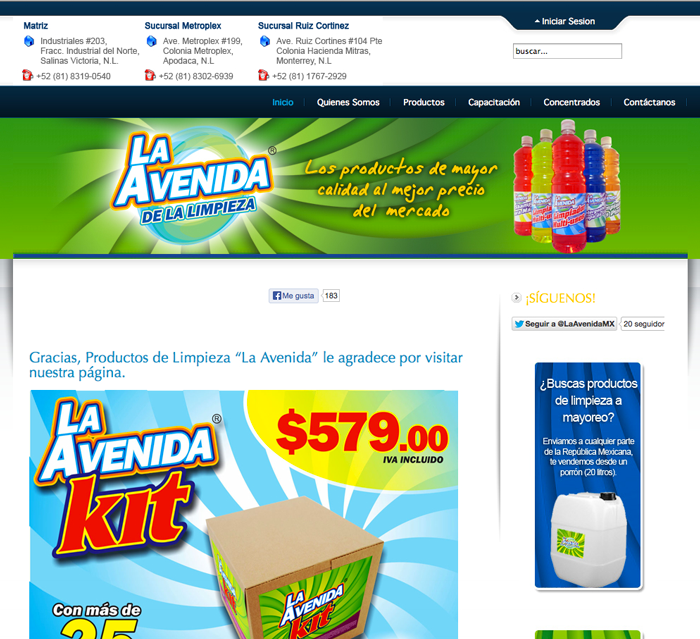 Matriz
Industriales #203,
Fracc. Industrial del Norte,
Salinas Victoria, N.L.
+52 (81) 8319-0540
Sucursal Metroplex
Ave. Metroplex #199,
Colonia Metroplex,
Apodaca, N.L
+52 (81) 8302-6939
Sucursal Ruiz Cortinez
Ave. Ruiz Cortines #104 Pte
Colonia Hacienda Mitras,
Monterrey, N.L
+52 (81) 1767-2929
Iniciar Sesion
buscar...
Inicio
Quienes Somos
Productos
Capacitación
Concentrados
Contáctanos
LA
AVENIDA ®
DE LA LIMPIEZA
Los productos de mayor
calidad al mejor precio
del mercado
Me gusta 183
Gracias, Productos de Limpieza “La Avenida” le agradece por visitar
nuestra página.
LA
AVENIDA ®
kit
$579.00
IVA INCLUIDO
Con más de
25
LA
AVENIDA
kit
¡SÍGUENOS!
Seguir a @LaAvenidaMX 20 seguidor
¿Buscas productos
de limpieza a
mayoreo?
Enviamos a cualquier parte
de la República Mexicana,
te vendemos desde un
porrón (20 litros).